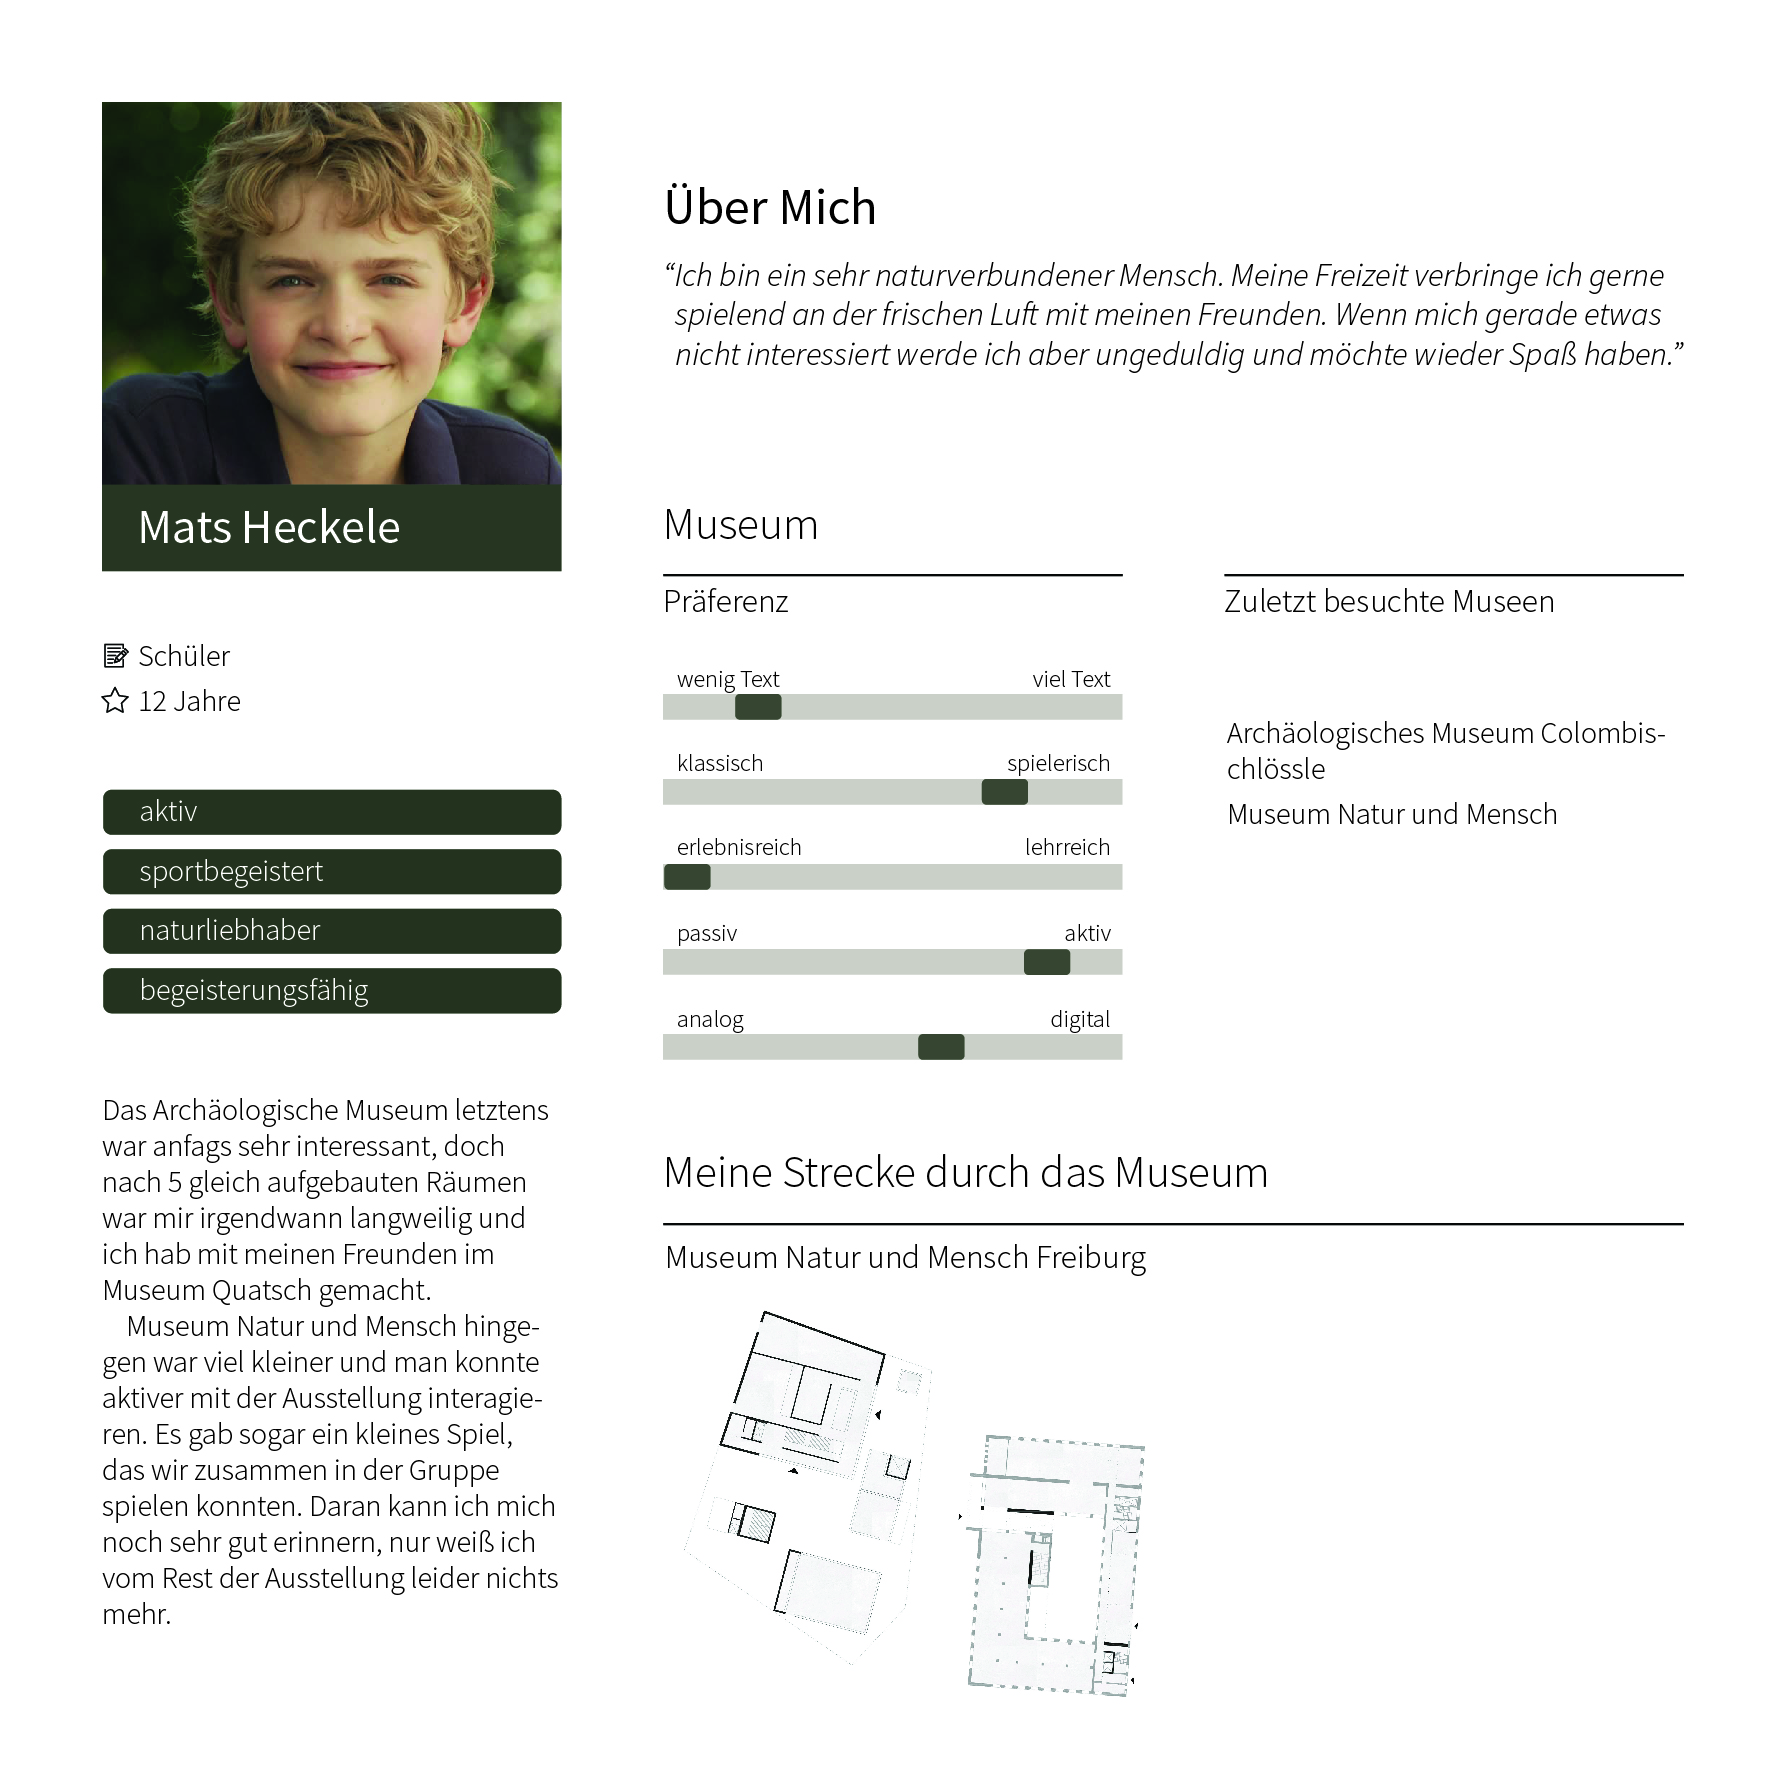 Mats Heckele
Schüler
12 Jahre
aktiv
sportbegeistert
naturliebhaber
begeisterungsfähig
Das Archäologische Museum letztens
war anfags sehr interessant, doch
nach 5 gleich aufgebauten Räumen
war mir irgendwann langweilig und
ich hab mit meinen Freunden im
Museum Quatsch gemacht.
Museum Natur und Mensch hinge-
gen war viel kleiner und man konnte
aktiver mit der Ausstellung interagie-
ren. Es gab sogar ein kleines Spiel,
das wir zusammen in der Gruppe
spielen konnten. Daran kann ich mich
noch sehr gut erinnern, nur weiß ich
vom Rest der Ausstellung leider nichts
mehr.
Über Mich
“Ich bin ein sehr naturverbundener Mensch. Meine Freizeit verbringe ich gerne
spielend an der frischen Luft mit meinen Freunden. Wenn mich gerade etwas
nicht interessiert werde ich aber ungeduldig und möchte wieder Spaß haben.”
Museum
Präferenz
wenig Text viel Text
klassisch spielerisch
erlebnisreich lehrreich
passiv aktiv
analog digital
Zuletzt besuchte Museen
Archäologisches Museum Colombis-
chlössle
Museum Natur und Mensch
Meine Strecke durch das Museum
Museum Natur und Mensch Freiburg